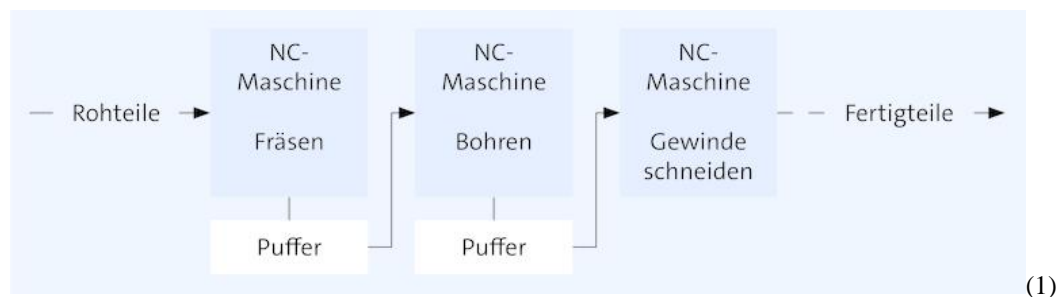 NC-
Maschine
Fräsen
NC-
Maschine
Bohren
NC-
Maschine
Gewinde
schneiden
Rohteile
Fertigteile
Puffer
Puffer
(1)